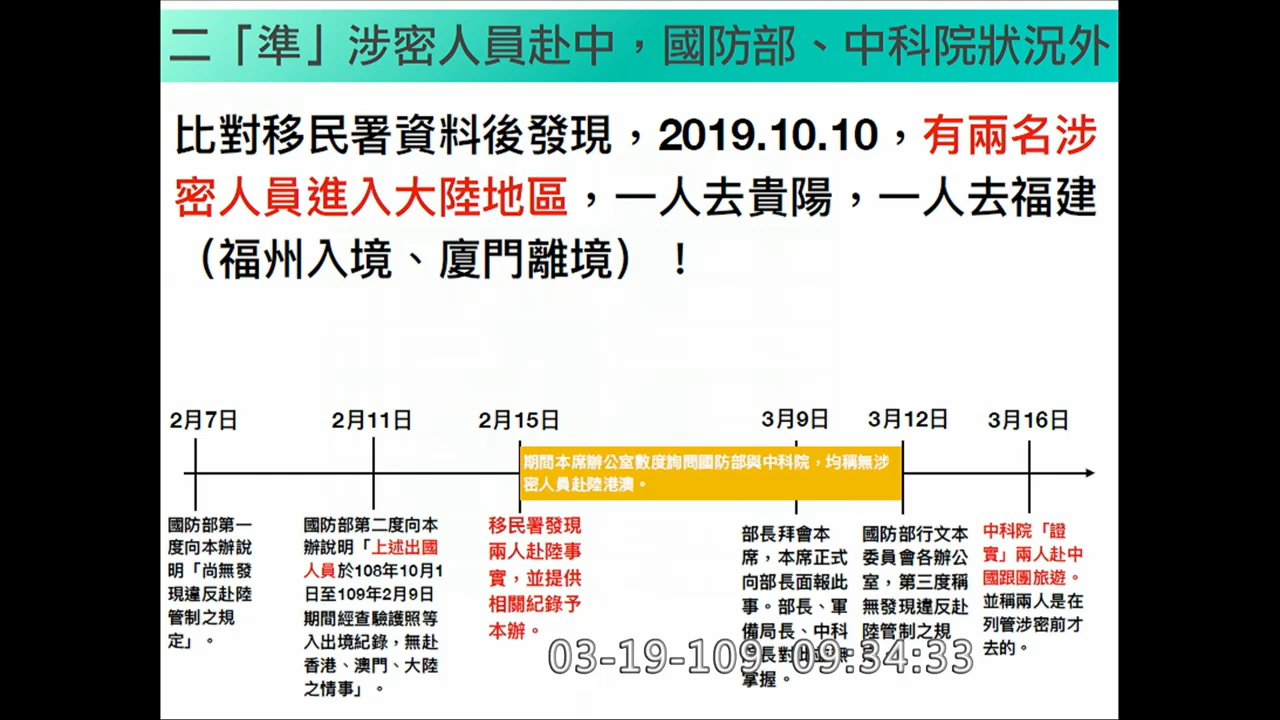 二「準」涉密人員赴中，國防部、中科院狀況外
比對移民署資料後發現，2019.10.10，有兩名涉
密人員進入大陸地區，一人去貴陽，一人去福建
（福州入境、廈門離境）！
2月7日
2月11日
2月15日
3月9日
3月12日
3月16日
期間本席辦公室數度詢問國防部與中科院，均稱無涉
密人員赴陸港澳。
國防部第一
度向本辦說
明「尚無發
現違反赴陸
管制之規
定」。
國防部第二度向本
辦說明「上述出國
人員於108年10月1
日至109年2月9日
期間經查驗護照等
入出境紀錄，無赴
香港、澳門、大陸
之情事」。
移民署發現
兩人赴陸事
實，並提供
相關紀錄予
本辦。
部長拜會本
席，本席正式
向部長面報此
事。部長、軍
備局長、中科
院長對此並無
掌握。
國防部行文本
委員會各辦公
室，第三度稱
無發現違反赴
陸管制之規
中科院「證
實」兩人赴中
國跟團旅遊。
並稱兩人是在
列管涉密前才
去的。
03-19-109 09:34:33